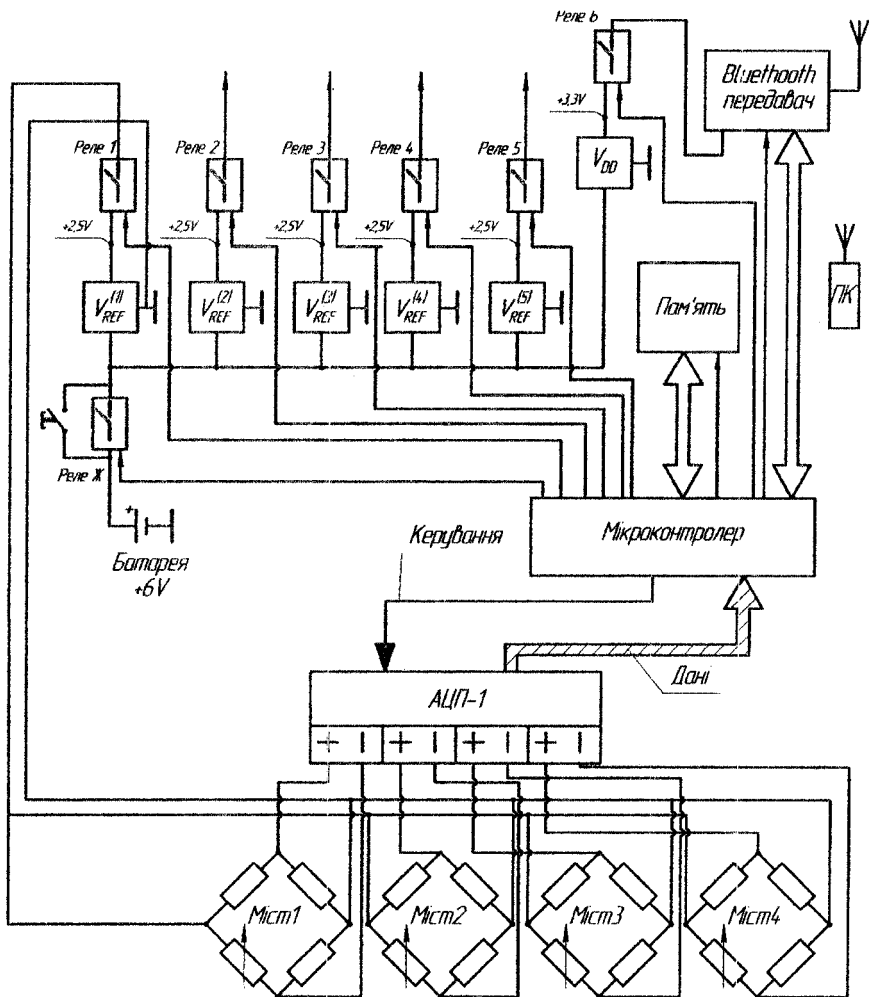 Реле 6
Bluethooth
передавач
+3,3V
V_DD
Реле 1
Реле 2
Реле 3
Реле 4
Реле 5
+2,5V
+2,5V
+2,5V
+2,5V
+2,5V
V_REF^(1)
V_REF^(2)
V_REF^(3)
V_REF^(4)
V_REF^(5)
Пам'ять
ПК
Реле Ж
+
Батарея
+6V
Керування
Мікроконтролер
Дані
АЦП-1
+ − + − + − + −
Міст1
Міст2
Міст3
Міст4